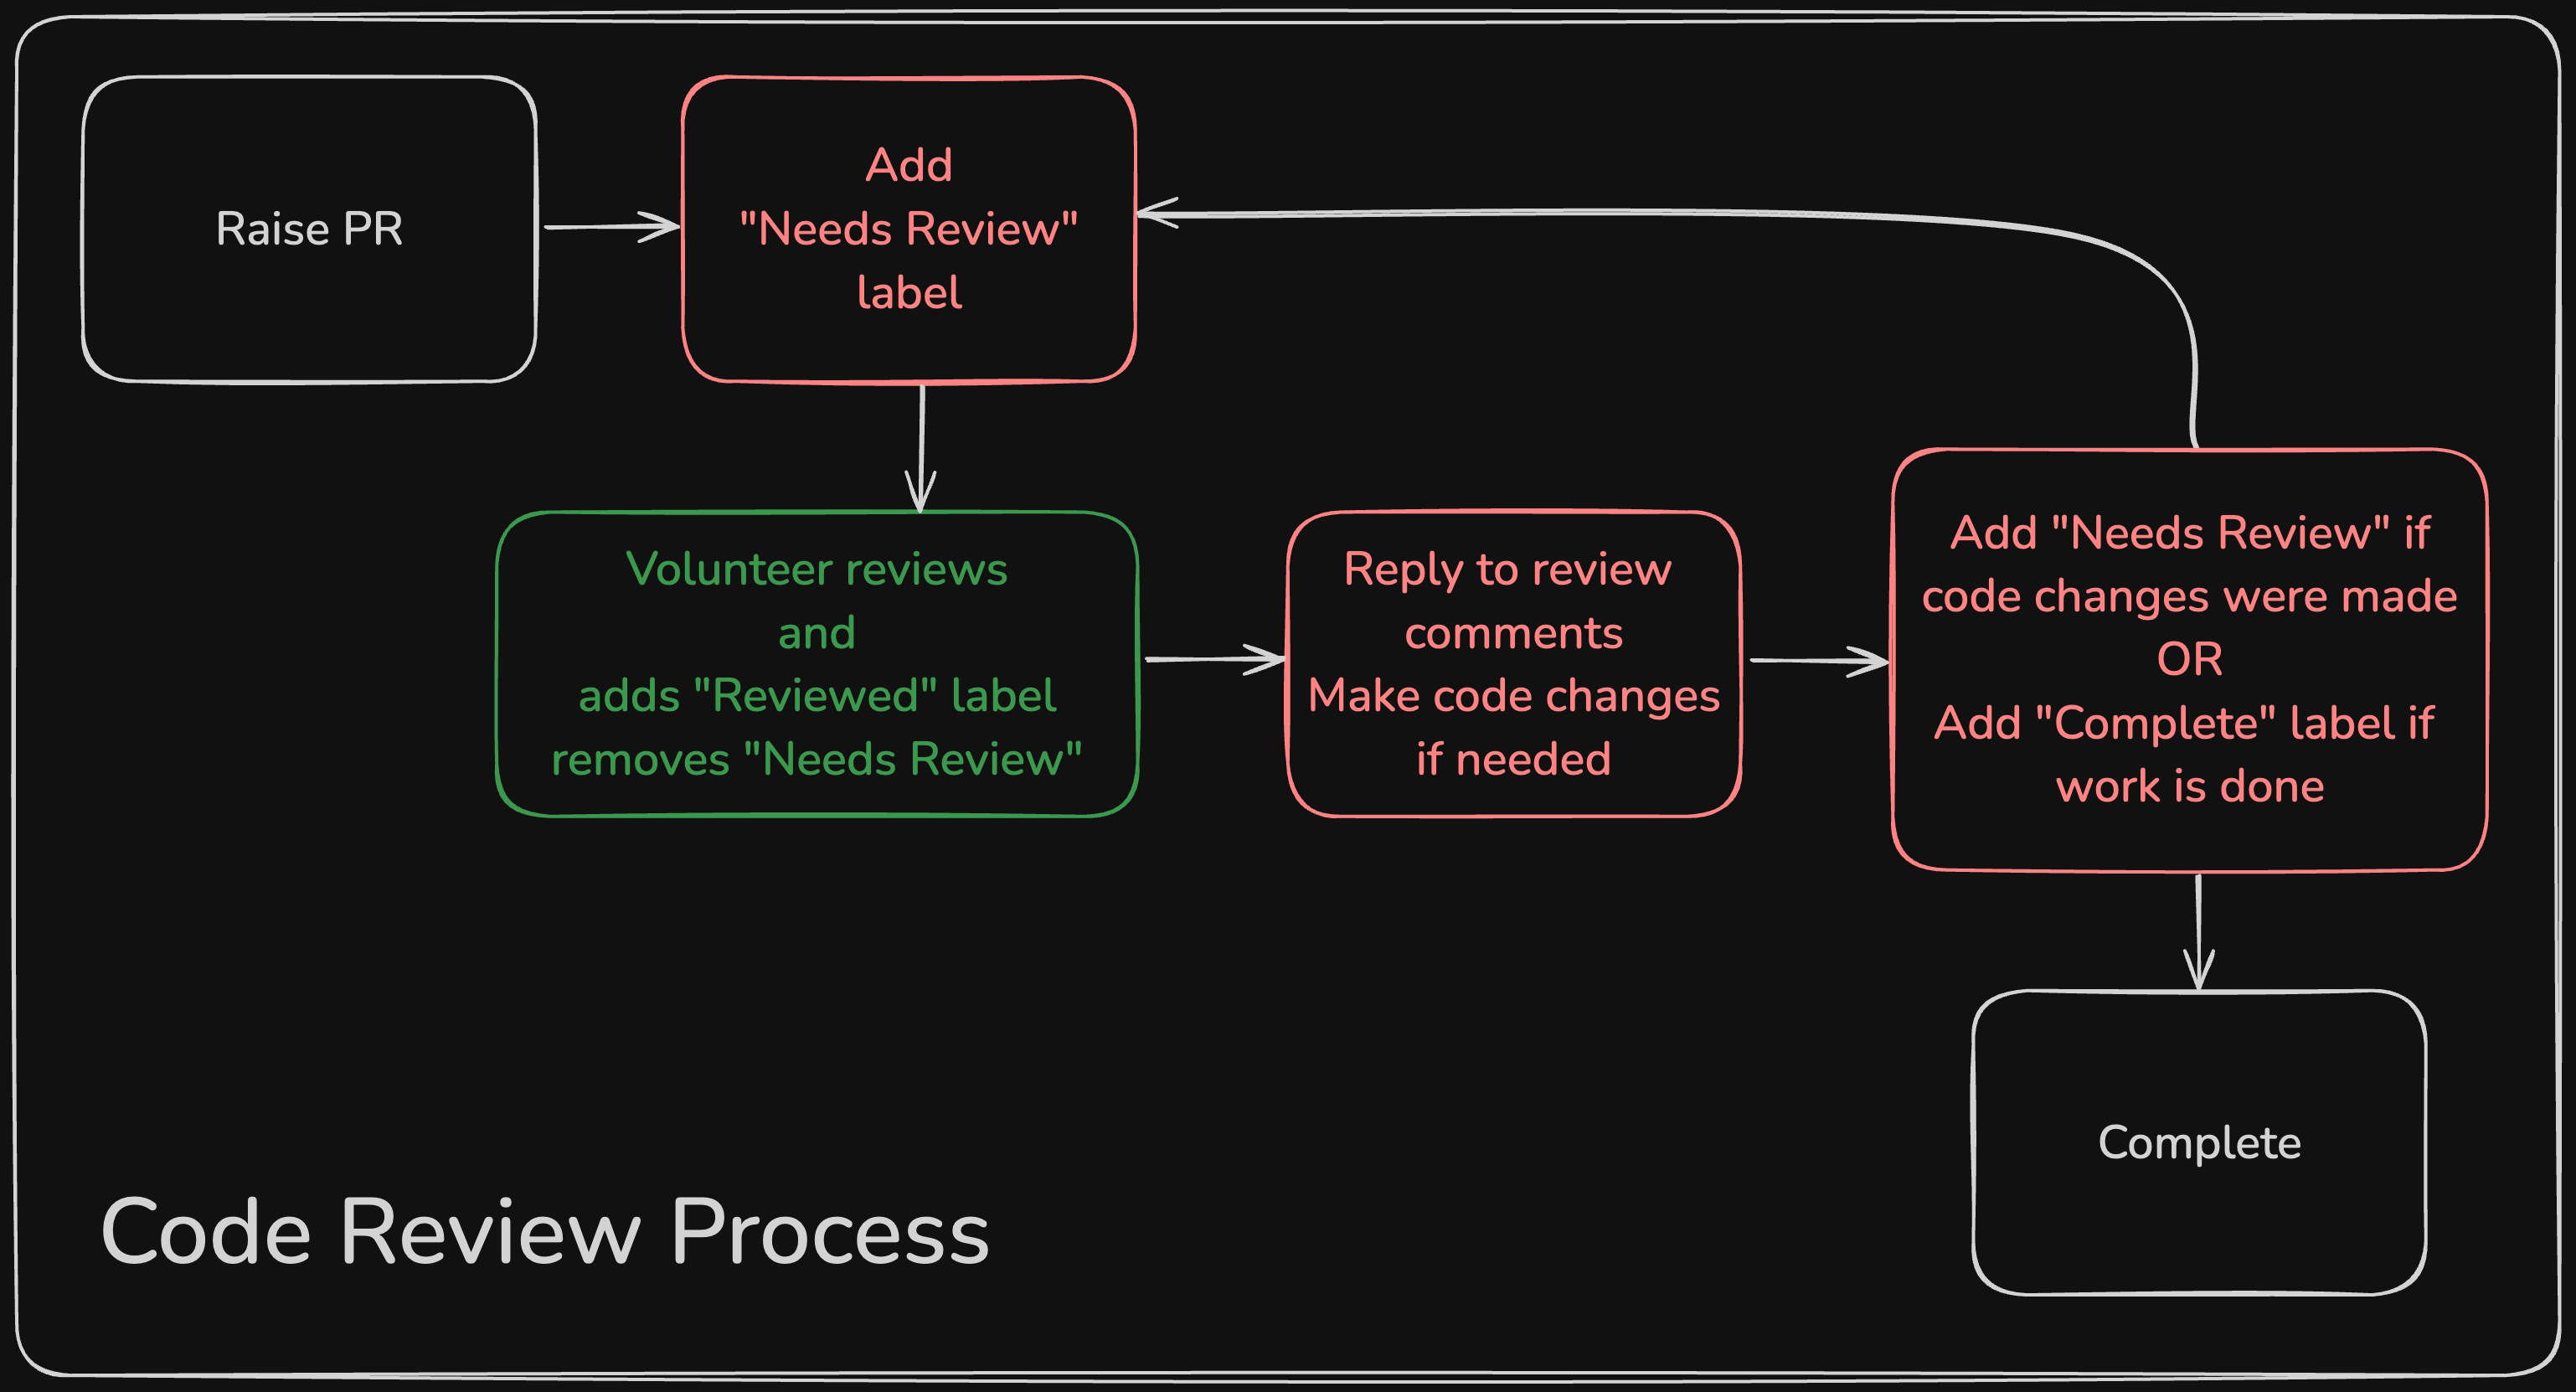 Raise PR
Add
"Needs Review"
label
Volunteer reviews
and
adds "Reviewed" label
removes "Needs Review"
Reply to review
comments
Make code changes
if needed
Add "Needs Review" if
code changes were made
OR
Add "Complete" label if
work is done
Complete
Code Review Process